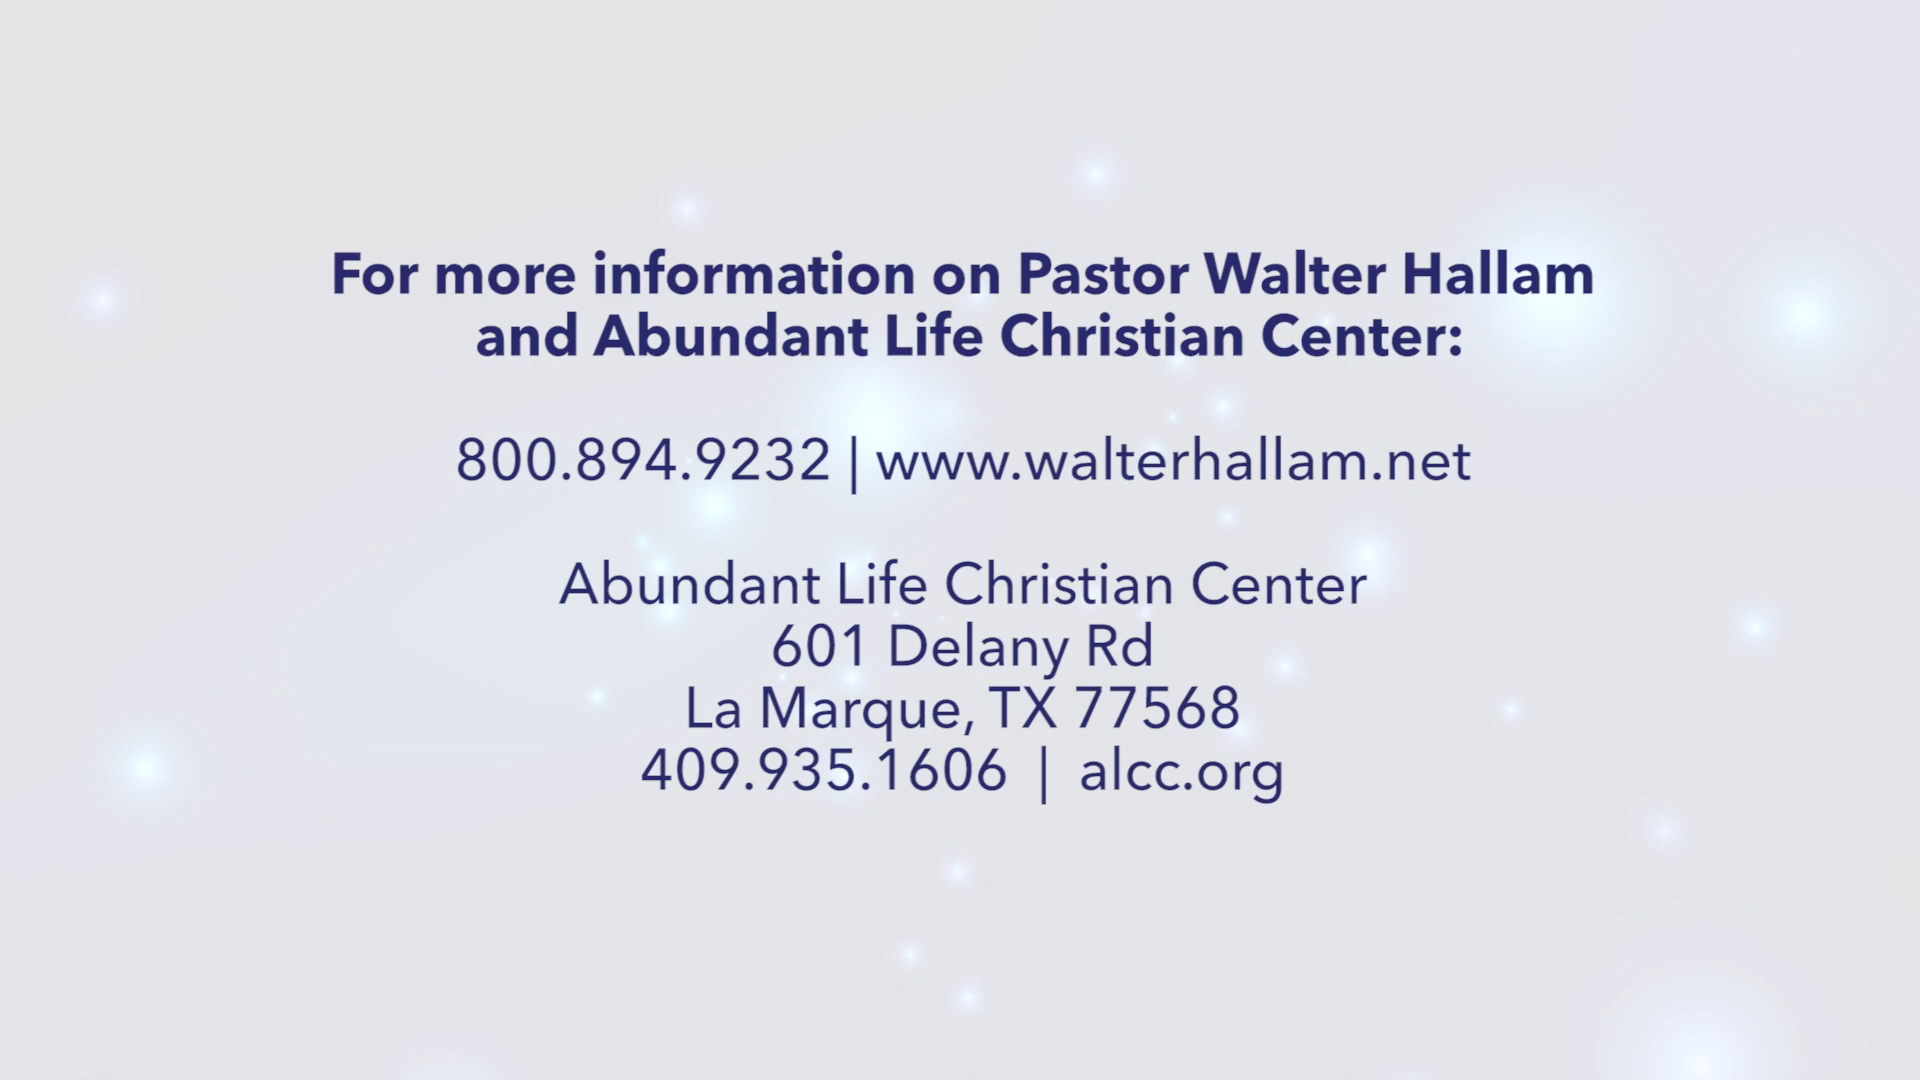 For more information on Pastor Walter Hallam
and Abundant Life Christian Center:
800.894.9232 | www.walterhallam.net
Abundant Life Christian Center
601 Delany Rd
La Marque, TX 77568
409.935.1606 | alcc.org